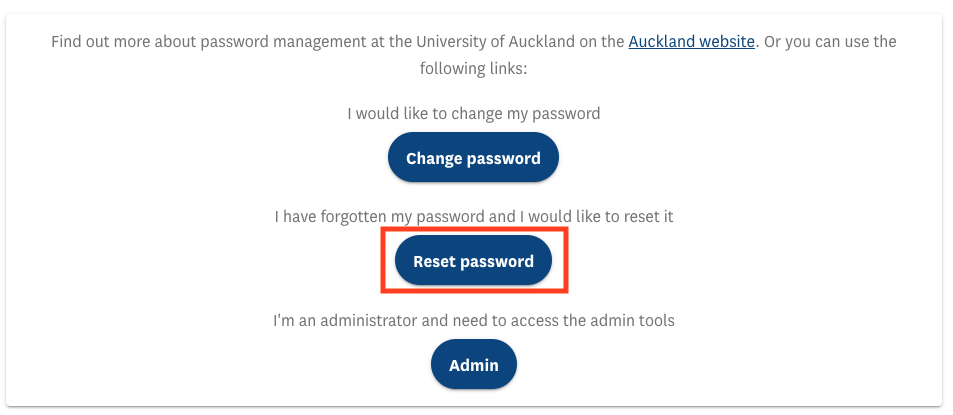 Find out more about password management at the University of Auckland on the Auckland website. Or you can use the
following links:
I would like to change my password
Change password
I have forgotten my password and I would like to reset it
Reset password
I'm an administrator and need to access the admin tools
Admin